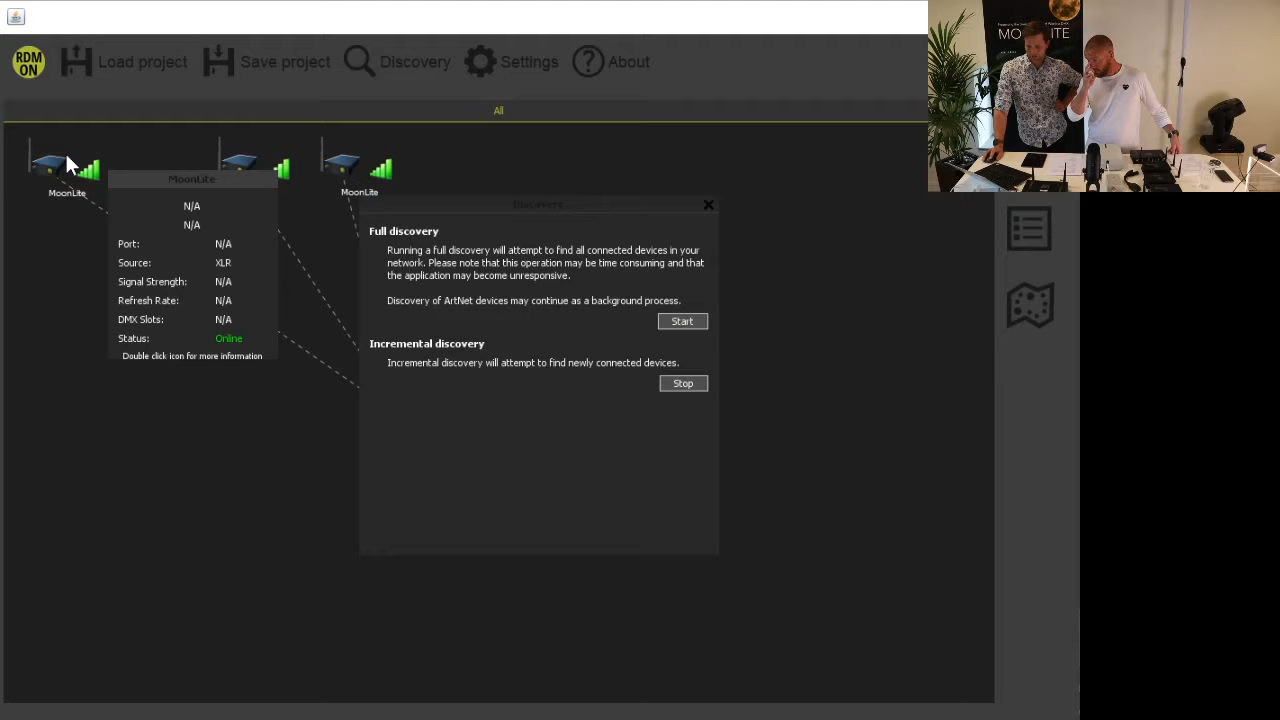 RDM
ON
Load project
Save project
Discovery
Settings
About
All
MoonLite
MoonLite
MoonLite
N/A
N/A
Port: N/A
Source: XLR
Signal Strength: N/A
Refresh Rate: N/A
DMX Slots: N/A
Status: Online
Double click icon for more information
Discovery
Full discovery
Running a full discovery will attempt to find all connected devices in your
network. Please note that this operation may be time consuming and that
the application may become unresponsive.
Discovery of ArtNet devices may continue as a background process.
Start
Incremental discovery
Incremental discovery will attempt to find newly connected devices.
Stop